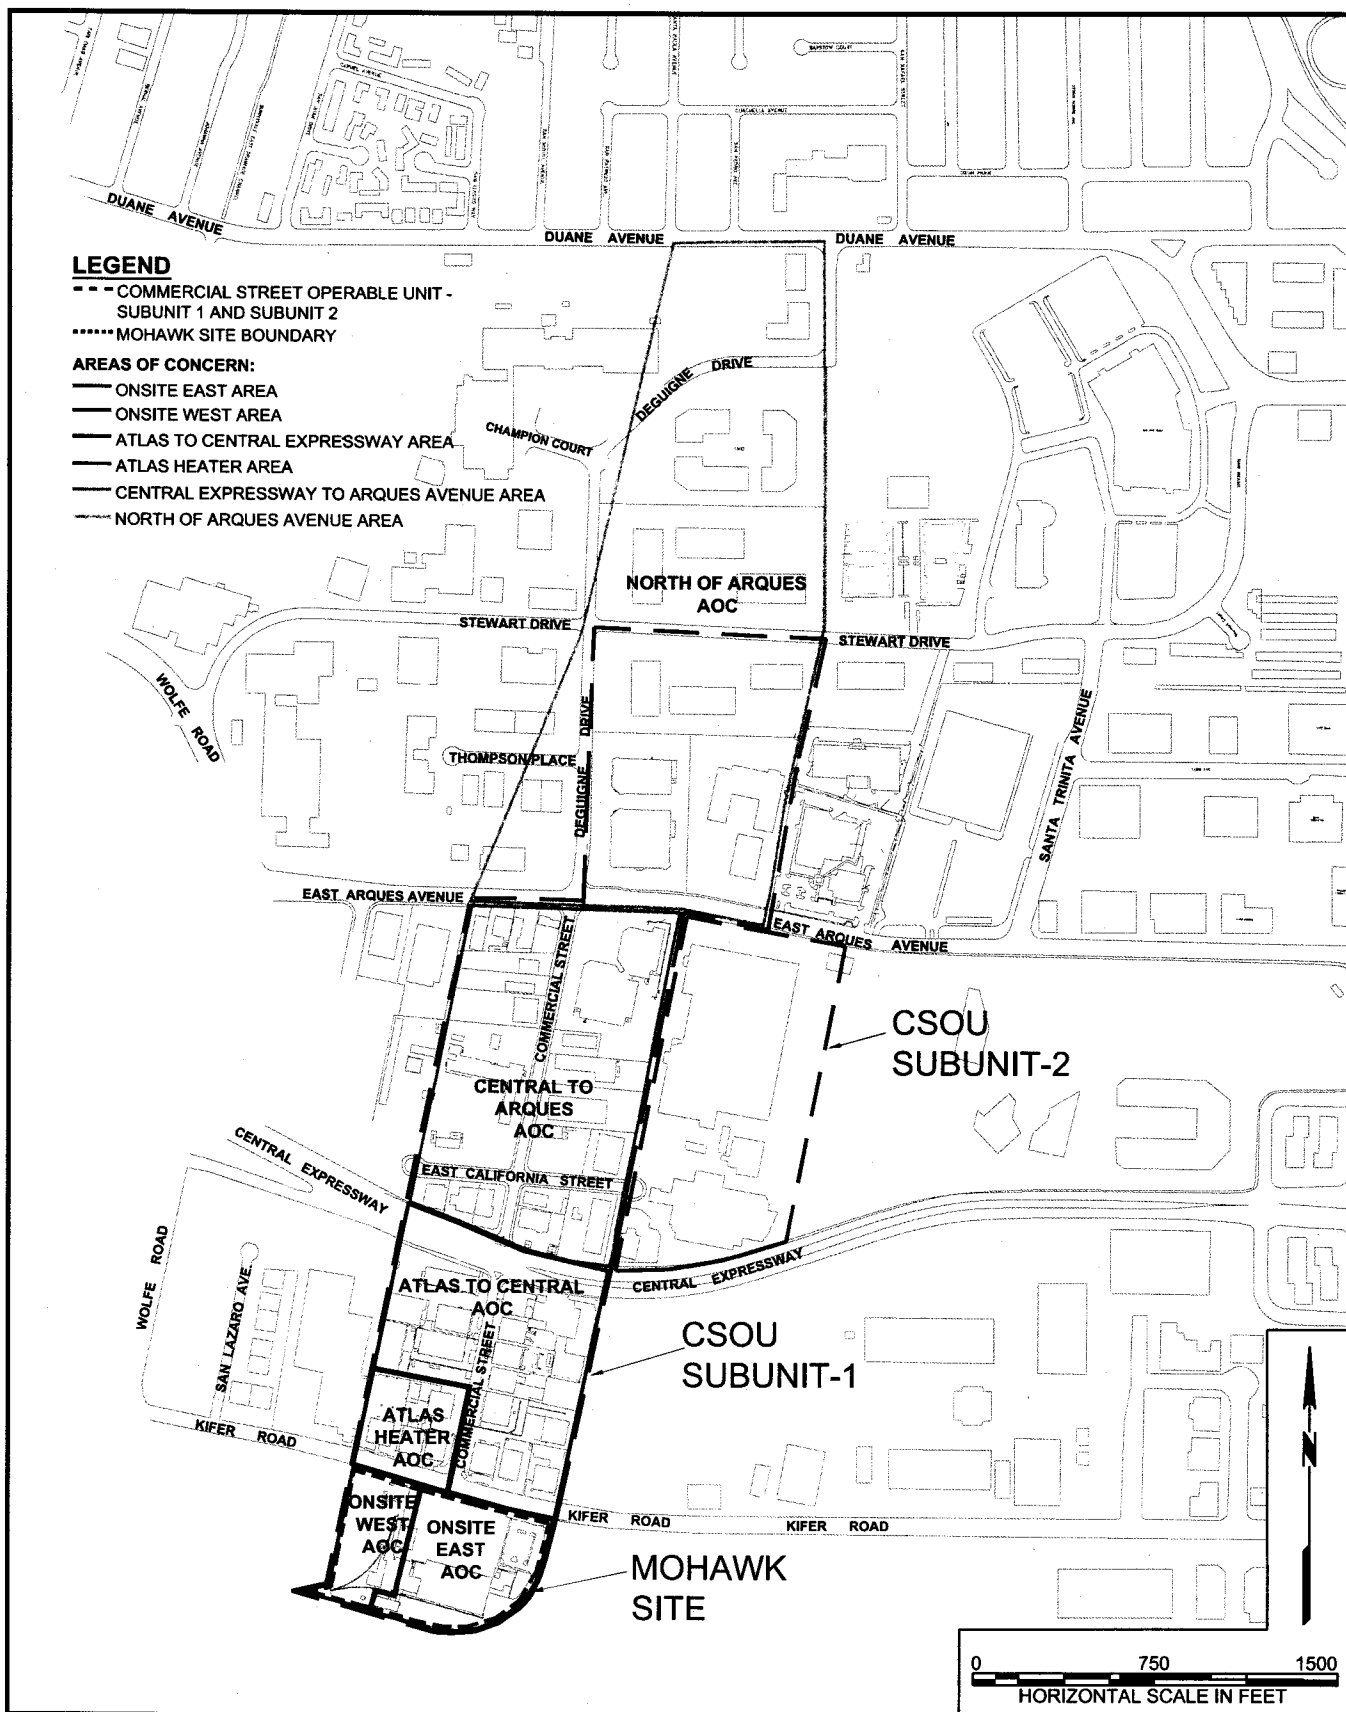 DUANE AVENUE
DUANE AVENUE
DUANE AVENUE
LEGEND
COMMERCIAL STREET OPERABLE UNIT -
SUBUNIT 1 AND SUBUNIT 2
MOHAWK SITE BOUNDARY
AREAS OF CONCERN:
ONSITE EAST AREA
ONSITE WEST AREA
ATLAS TO CENTRAL EXPRESSWAY AREA
ATLAS HEATER AREA
CENTRAL EXPRESSWAY TO ARQUES AVENUE AREA
NORTH OF ARQUES AVENUE AREA
DEGUIGNE DRIVE
CHAMPION COURT
NORTH OF ARQUES
AOC
STEWART DRIVE
STEWART DRIVE
WOLFE ROAD
THOMPSON PLACE
DEGUIGNE DRIVE
SANTA TRINITA AVENUE
EAST ARQUES AVENUE
EAST ARQUES AVENUE
COMMERCIAL STREET
CSOU
SUBUNIT-2
CENTRAL TO
ARQUES
AOC
CENTRAL EXPRESSWAY
EAST CALIFORNIA STREET
WOLFE ROAD
SAN LAZARO AVE.
CENTRAL EXPRESSWAY
ATLAS TO CENTRAL
AOC
COMMERCIAL STREET
CSOU
SUBUNIT-1
ATLAS
HEATER
AOC
KIFER ROAD
KIFER ROAD
KIFER ROAD
ONSITE
WEST
AOC
ONSITE
EAST
AOC
MOHAWK
SITE
N
0 750 1500
HORIZONTAL SCALE IN FEET